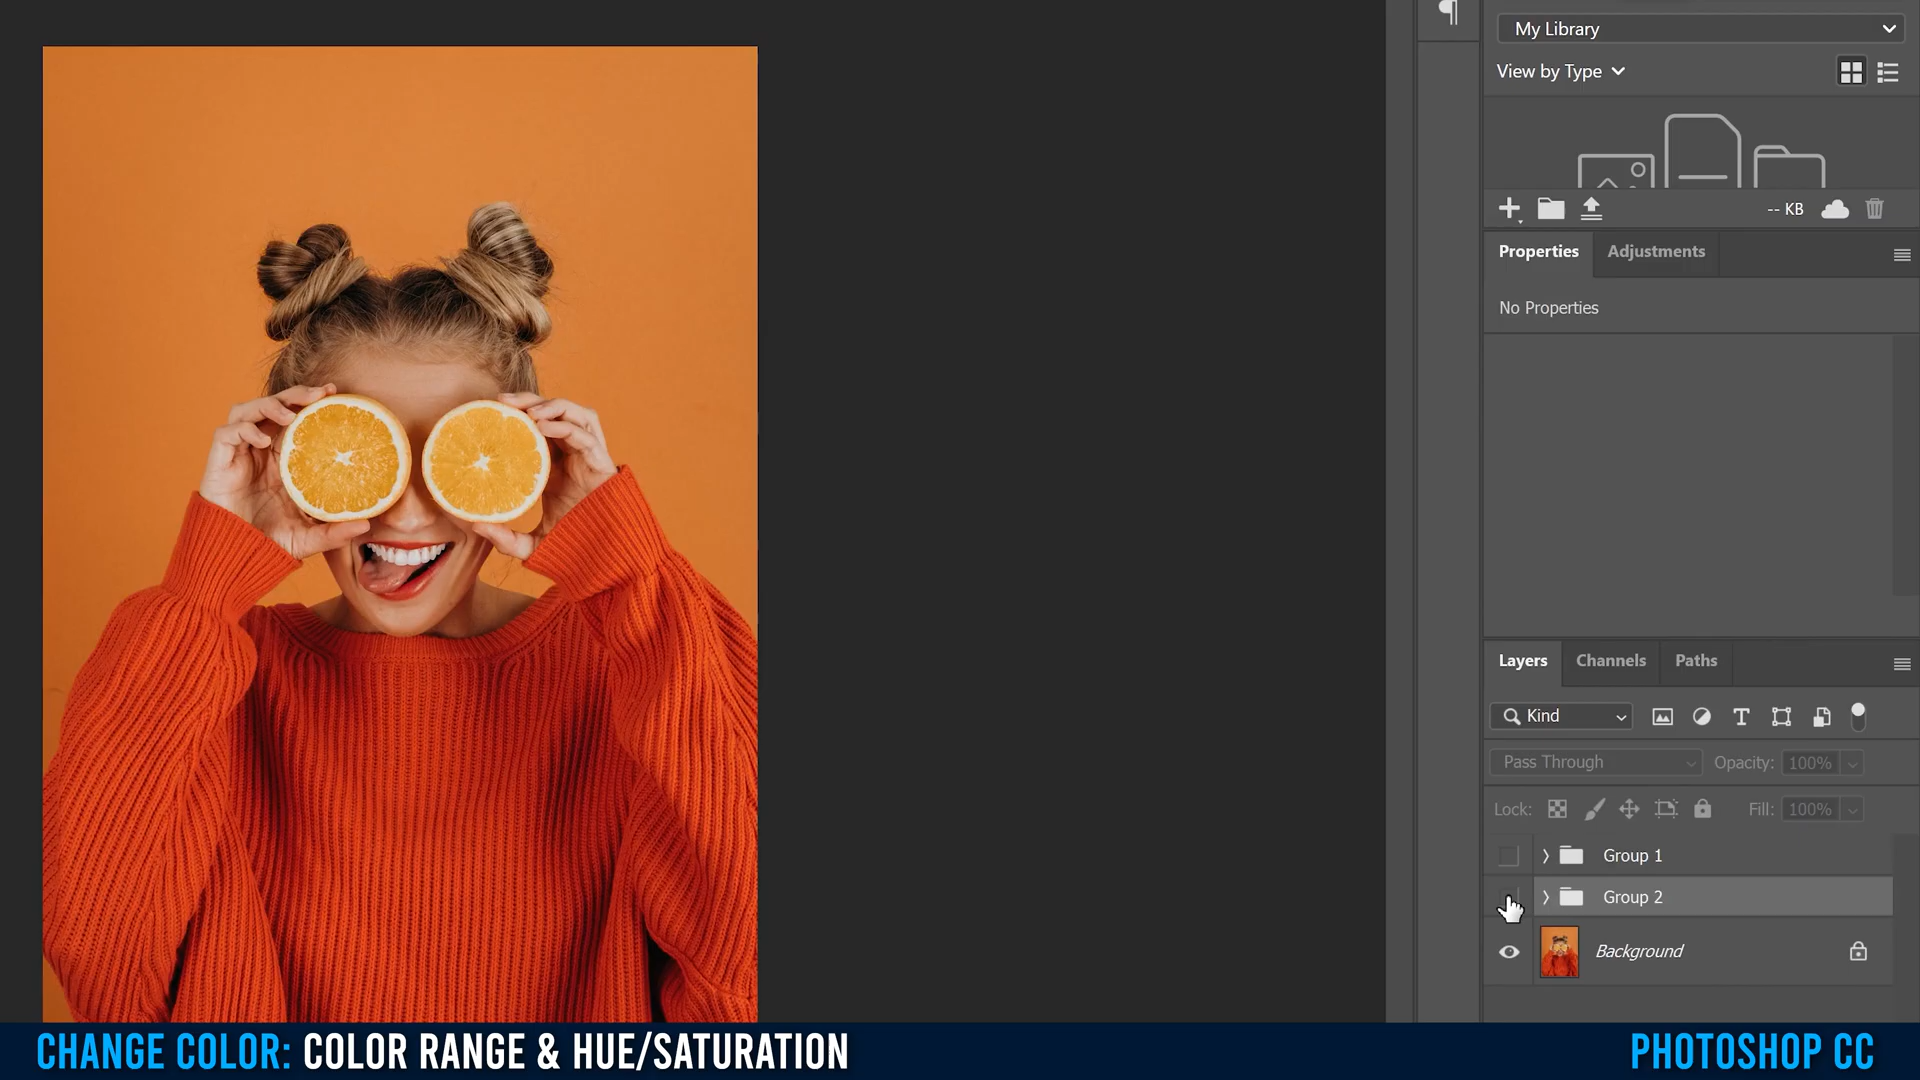 My Library
View by Type
-- KB
Properties Adjustments
No Properties
Layers Channels Paths
Kind
Pass Through Opacity: 100%
Lock: Fill: 100%
Group 1
Group 2
Background
CHANGE COLOR: COLOR RANGE & HUE/SATURATION PHOTOSHOP CC